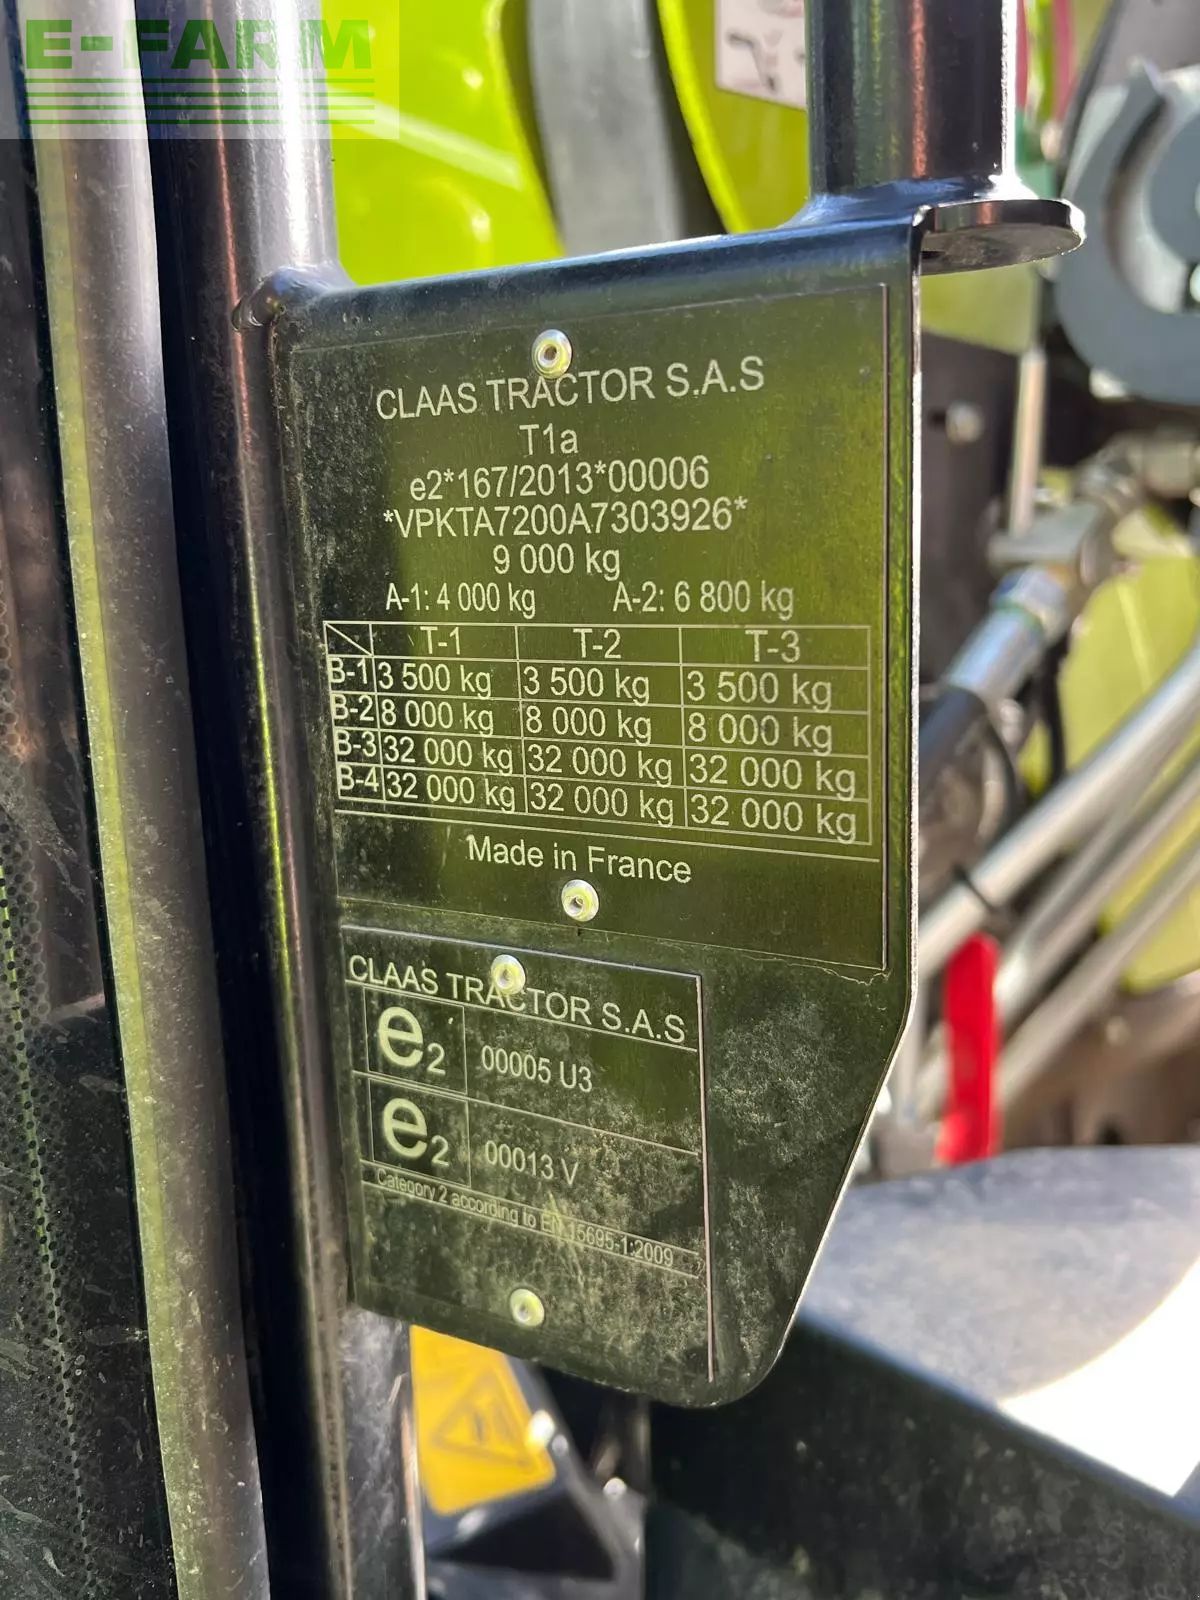 E-FARM
CLAAS TRACTOR S.A.S
T1a
e2*167/2013*00006
*VPKTA7200A7303926*
9 000 kg
A-1: 4 000 kg A-2: 6 800 kg
T-1 T-2 T-3
B-1 3 500 kg 3 500 kg 3 500 kg
B-2 8 000 kg 8 000 kg 8 000 kg
B-3 32 000 kg 32 000 kg 32 000 kg
B-4 32 000 kg 32 000 kg 32 000 kg
Made in France
CLAAS TRACTOR S.A.S
e2 00005 U3
e2 00013 V
Category 2 according to EN 15695-1:2009